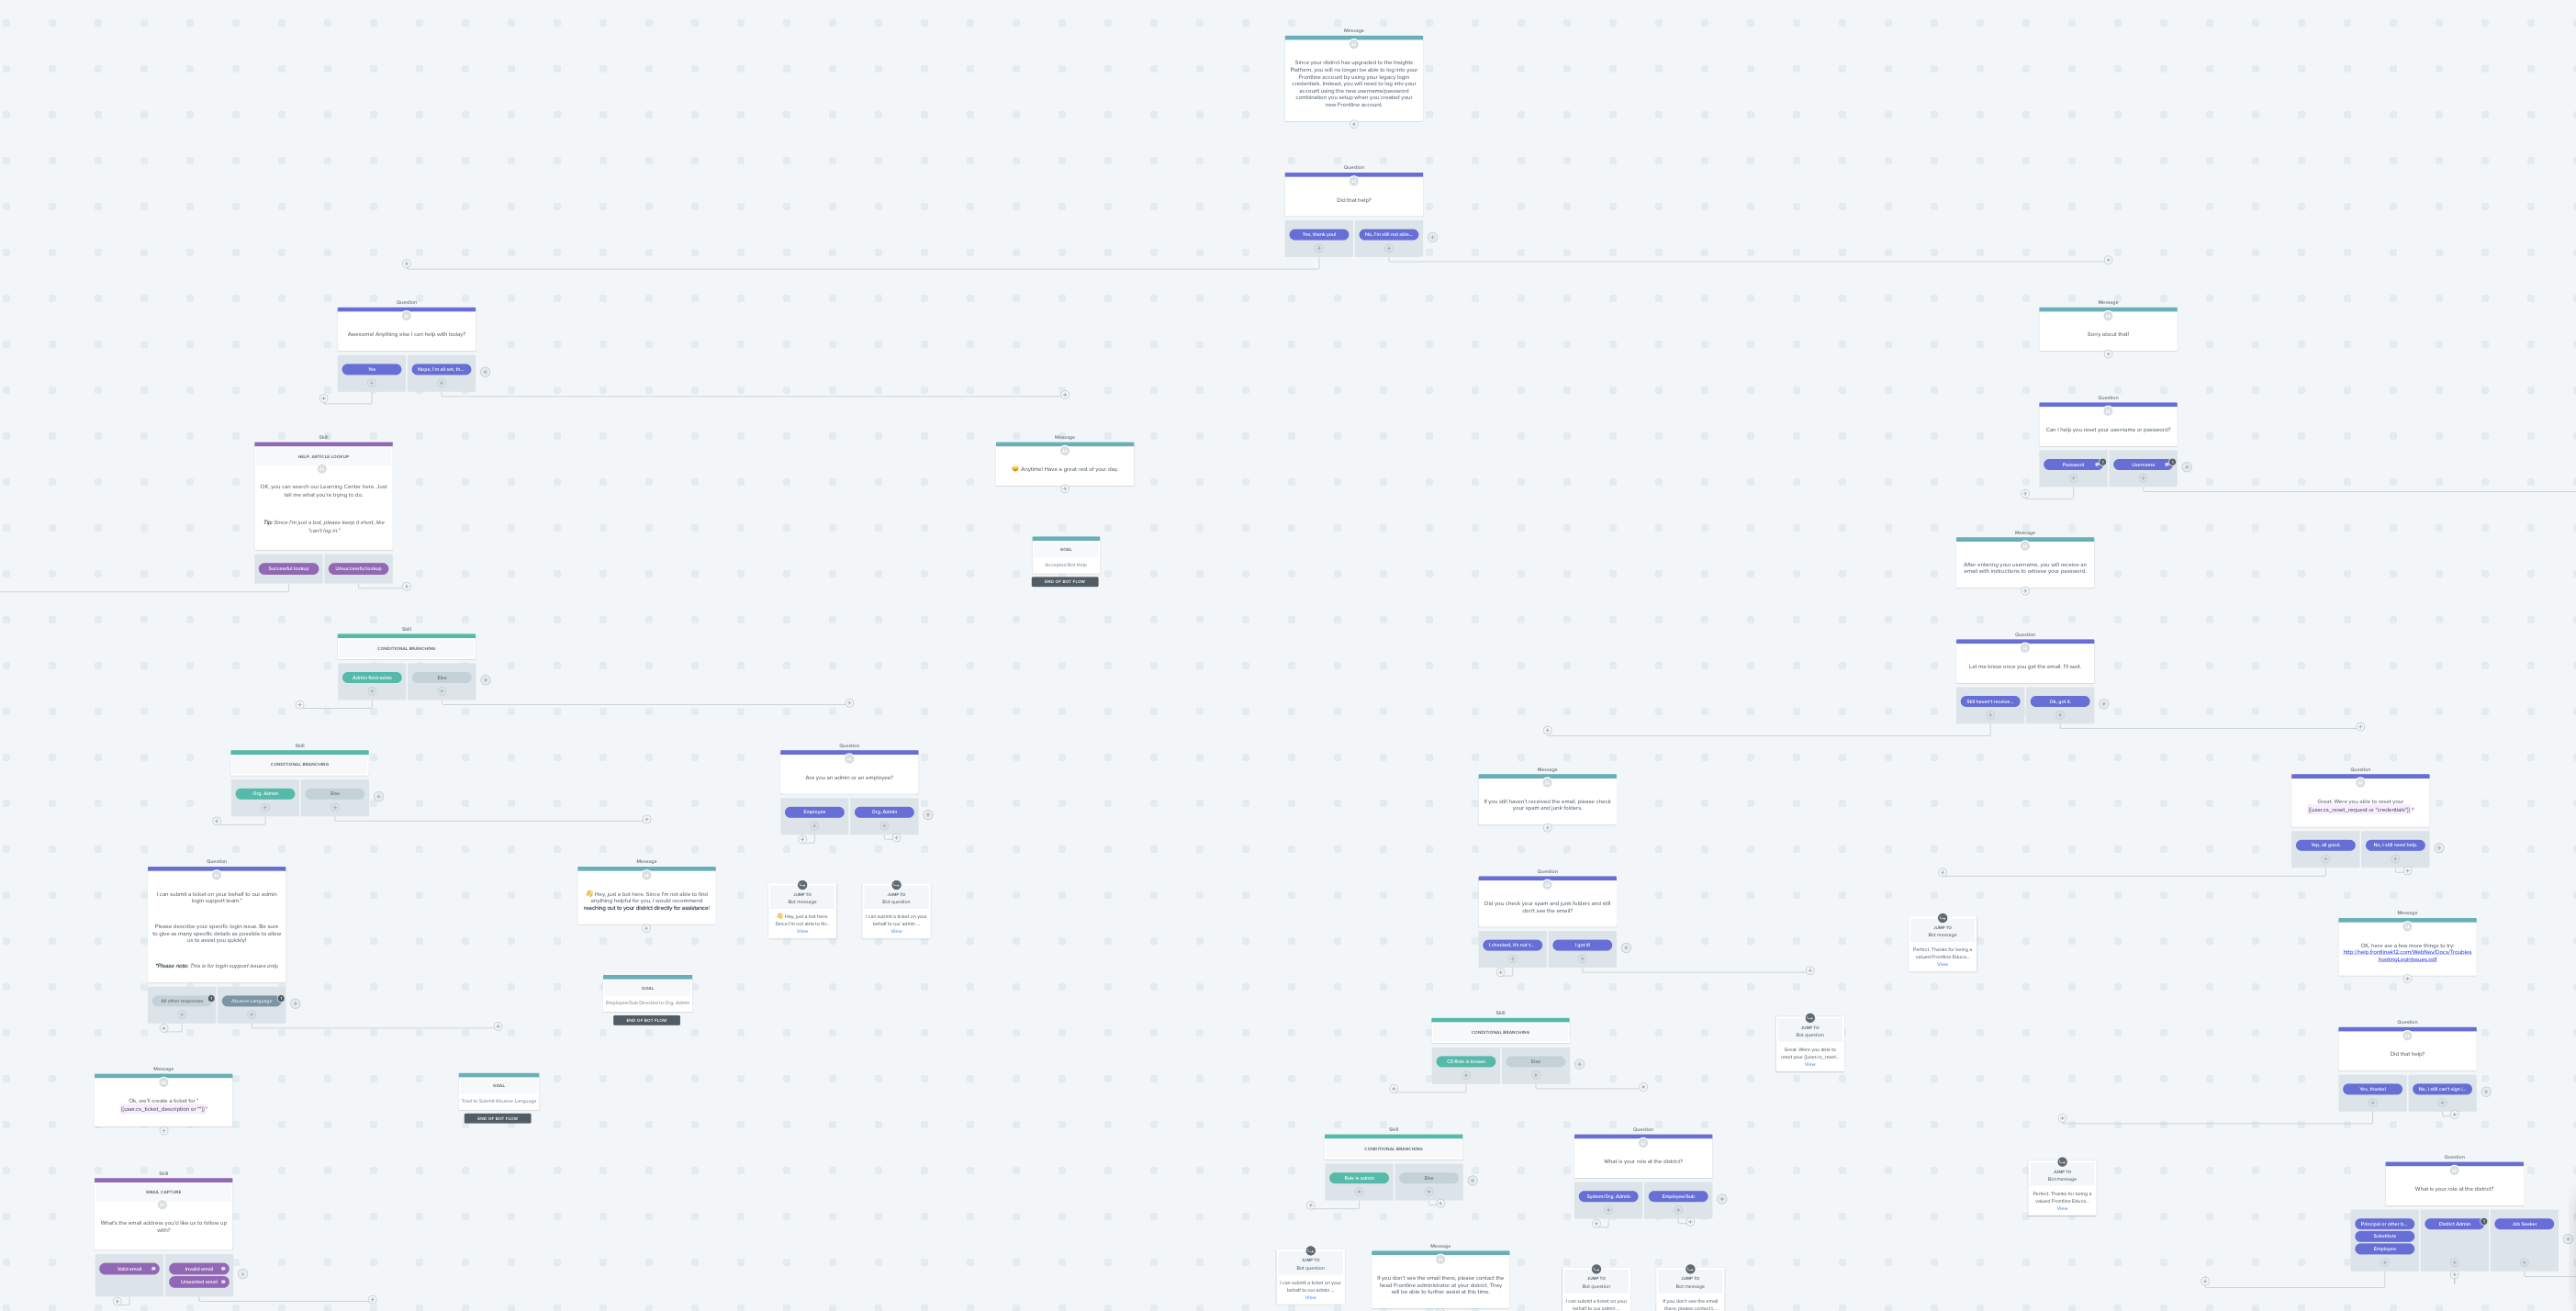 Message
Since your district has upgraded to the Insights
Platform, you will no longer be able to log into your
Frontline account by using your legacy login
credentials. Instead, you will need to log into your
account using the new username/password
combination you setup when you created your
new Frontline account.
Question
Did that help?
Yes, thank you!
No, I'm still not able...
Question
Awesome! Anything else I can help with today?
Yes
Nope, I'm all set, th...
Message
Sorry about that!
Question
Can I help you reset your username or password?
Password
Username
Skill
HELP: ARTICLE LOOKUP
OK, you can search our Learning Center here. Just
tell me what you're trying to do.
Tip: Since I'm just a bot, please keep it short, like
"can't log in."
Successful lookup
Unsuccessful lookup
Message
Anytime! Have a great rest of your day.
GOAL
Accepted Bot Help
END OF BOT FLOW
Message
After entering your username, you will receive an
email with instructions to retrieve your password.
Question
Let me know once you get the email. I'll wait.
Still haven't receive...
Ok, got it.
Skill
CONDITIONAL BRANCHING
Admin field exists
Else
Skill
CONDITIONAL BRANCHING
Org. Admin
Else
Question
Are you an admin or an employee?
Employee
Org. Admin
Message
If you still haven't received the email, please check
your spam and junk folders.
Question
Great. Were you able to reset your
{{user.cs_reset_request or "credentials"}} ?
Yep, all good.
No, I still need help.
Question
I can submit a ticket on your behalf to our admin
login support team.*
Please describe your specific login issue. Be sure
to give as many specific details as possible to allow
us to assist you quickly!
*Please note: This is for login support issues only.
All other responses
Abusive Language
Message
👋 Hey, just a bot here. Since I'm not able to find
anything helpful for you, I would recommend
reaching out to your district directly for assistance!
GOAL
Employee/Sub Directed to Org. Admin
END OF BOT FLOW
JUMP TO
Bot message
👋 Hey, just a bot here.
Since I'm not able to fin...
View
JUMP TO
Bot question
I can submit a ticket on your
behalf to our admin ...
View
Question
Did you check your spam and junk folders and still
don't see the email?
I checked, it's not t...
I got it!
JUMP TO
Bot message
Perfect. Thanks for being a
valued Frontline Educa...
View
Message
OK, here are a few more things to try:
http://help.frontlinek12.com/WebNav/Docs/Troubles
hootingLoginIssues.pdf
Skill
CONDITIONAL BRANCHING
CS Role is known
Else
JUMP TO
Bot question
Great. Were you able to
reset your {{user.cs_reset...
View
Question
Did that help?
Yes, thanks!
No, I still can't sign i...
Message
Ok, we'll create a ticket for "
{{user.cs_ticket_description or ""}} "
GOAL
Tried to Submit Abusive Language
END OF BOT FLOW
Skill
CONDITIONAL BRANCHING
Role is admin
Else
Question
What is your role at the district?
System/Org. Admin
Employee/Sub
JUMP TO
Bot message
Perfect. Thanks for being a
valued Frontline Educa...
View
Question
What is your role at the district?
Principal or other b...
Substitute
Employee
District Admin
Job Seeker
Skill
EMAIL CAPTURE
What's the email address you'd like us to follow up
with?
Valid email
Invalid email
Unwanted email
JUMP TO
Bot question
I can submit a ticket on your
behalf to our admin ...
View
Message
If you don't see the email there, please contact the
head Frontline administrator at your district. They
will be able to further assist at this time.
JUMP TO
Bot question
I can submit a ticket on your
behalf to our admin ...
JUMP TO
Bot message
If you don't see the email
there, please contact t...